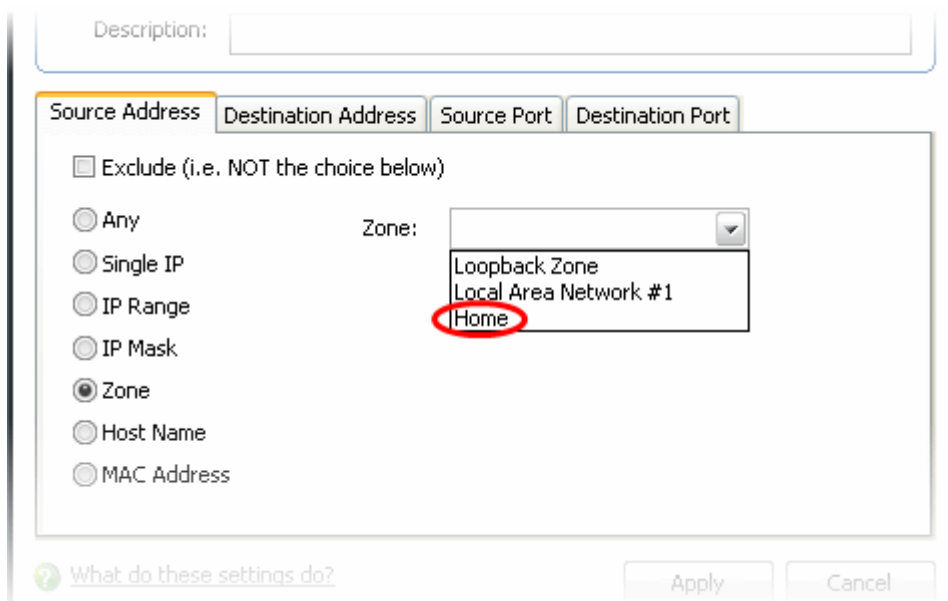 Description:
Source Address Destination Address Source Port Destination Port
Exclude (i.e. NOT the choice below)
Any Zone:
Loopback Zone
Single IP
Local Area Network #1
IP Range
Home
IP Mask
Zone
Host Name
MAC Address
What do these settings do? Apply Cancel